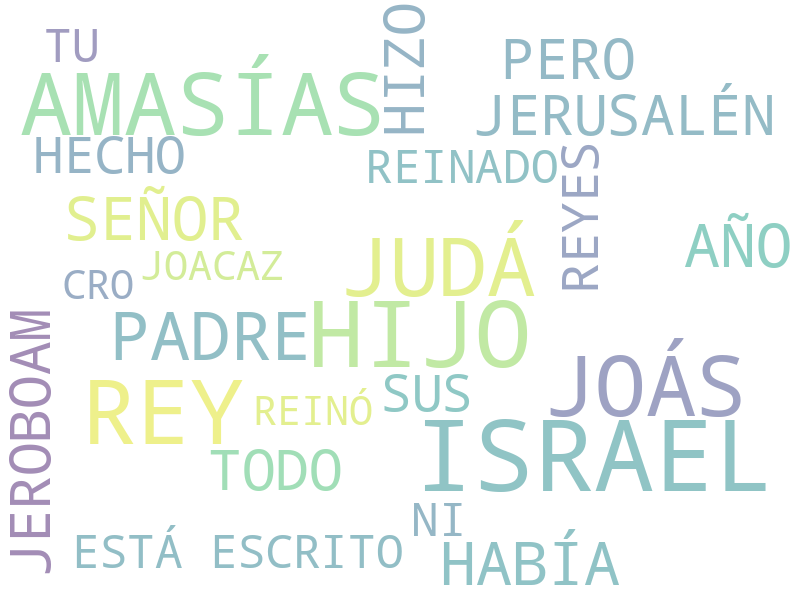 TU
AMASÍAS
HIZO
PERO
JERUSALÉN
HECHO
REINADO
REYES
SEÑOR
AÑO
JOACAZ
JUDÁ
CRO
PADRE
HIJO
JEROBOAM
REY
REINÓ
SUS
JOÁS
TODO
ISRAEL
NI
ESTÁ ESCRITO
HABÍA